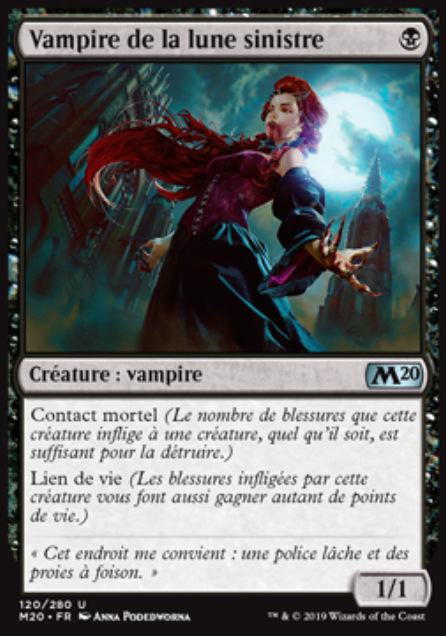 Vampire de la lune sinistre
Créature : vampire
M20
Contact mortel (Le nombre de blessures que cette
créature inflige à une créature, quel qu'il soit, est
suffisant pour la détruire.)
Lien de vie (Les blessures infligées par cette
créature vous font aussi gagner autant de points
de vie.)
« Cet endroit me convient : une police lâche et des
proies à foison. »
1/1
120/280 U
M20 • FR Anna Podedworna
™ & © 2019 Wizards of the Coast